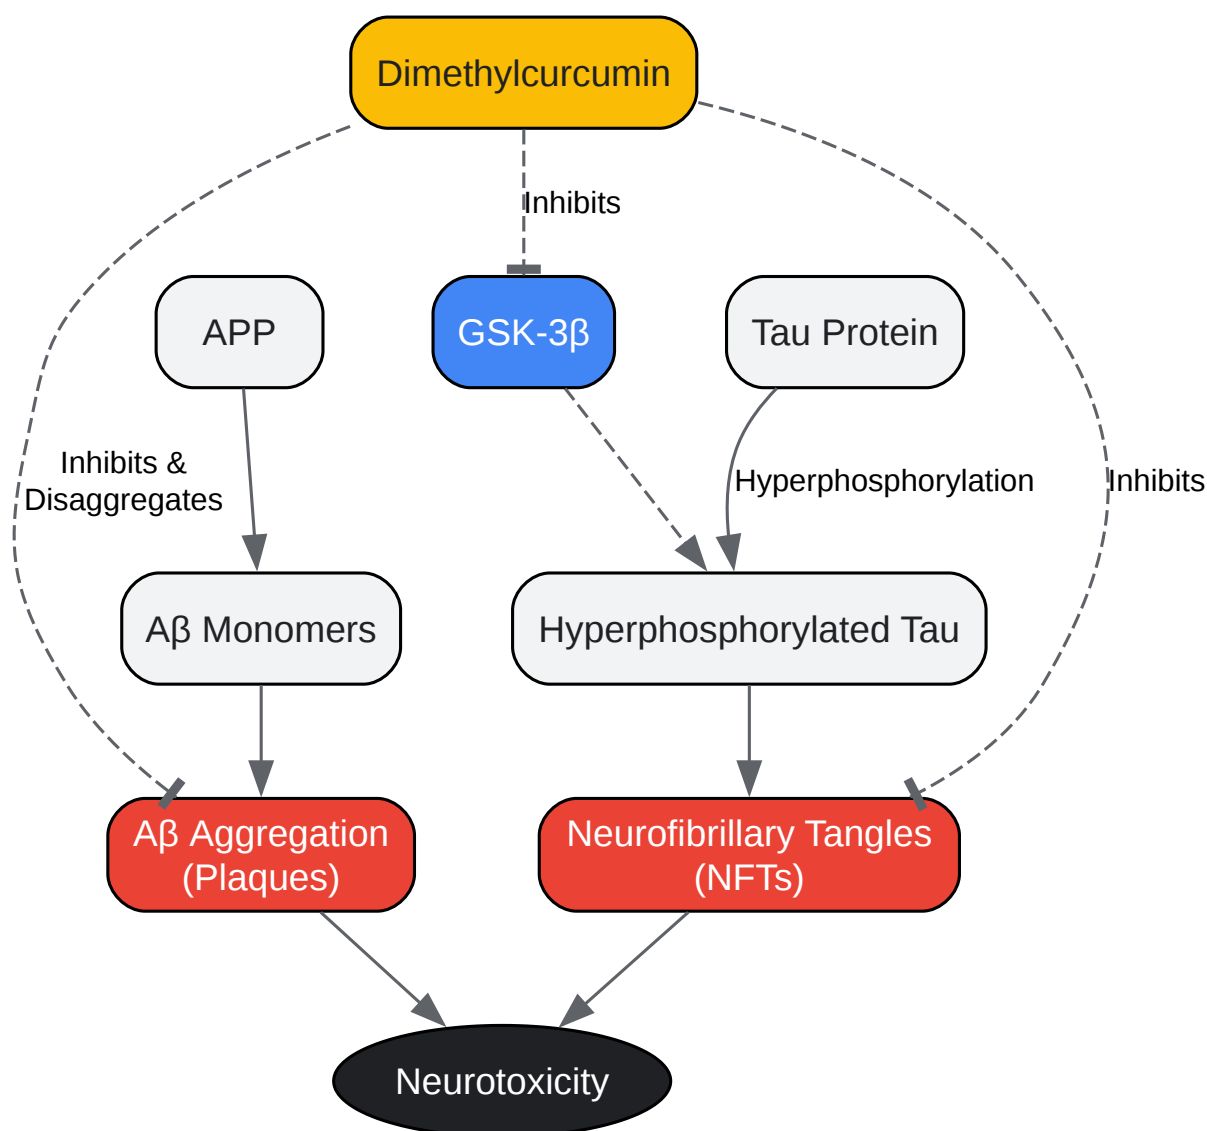 Dimethylcurcumin
Inhibits
APP
GSK-3β
Tau Protein
Inhibits &
Disaggregates
Hyperphosphorylation
Inhibits
Aβ Monomers
Hyperphosphorylated Tau
Aβ Aggregation
(Plaques)
Neurofibrillary Tangles
(NFTs)
Neurotoxicity